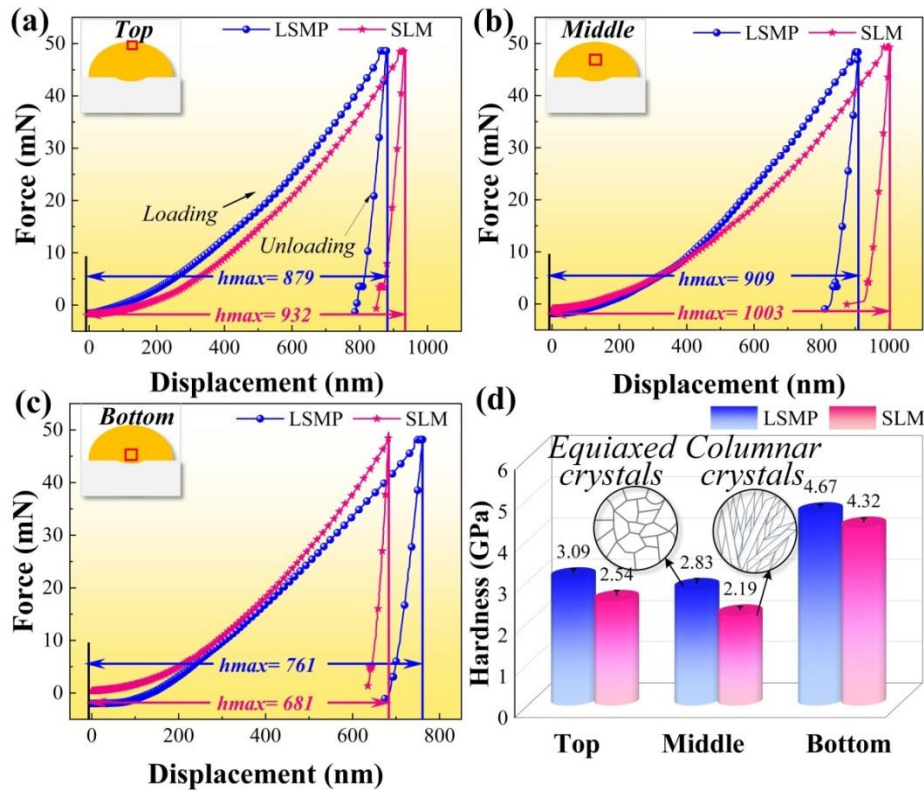 (a)
Top
LSMP SLM
50
40
30
20
10
0
Force (mN)
Loading
Unloading
hmax= 879
hmax= 932
0 200 400 600 800 1000
Displacement (nm)
(b)
Middle
LSMP SLM
50
40
30
20
10
0
Force (mN)
hmax= 909
hmax= 1003
0 200 400 600 800 1000
Displacement (nm)
(c)
Bottom
LSMP SLM
50
40
30
20
10
0
Force (mN)
hmax= 761
hmax= 681
0 200 400 600 800
Displacement (nm)
(d)
LSMP SLM
Equiaxed Columnar
crystals crystals
6
5
4
3
2
1
0
Hardness (GPa)
3.09
2.54
2.83
2.19
4.67
4.32
Top Middle Bottom